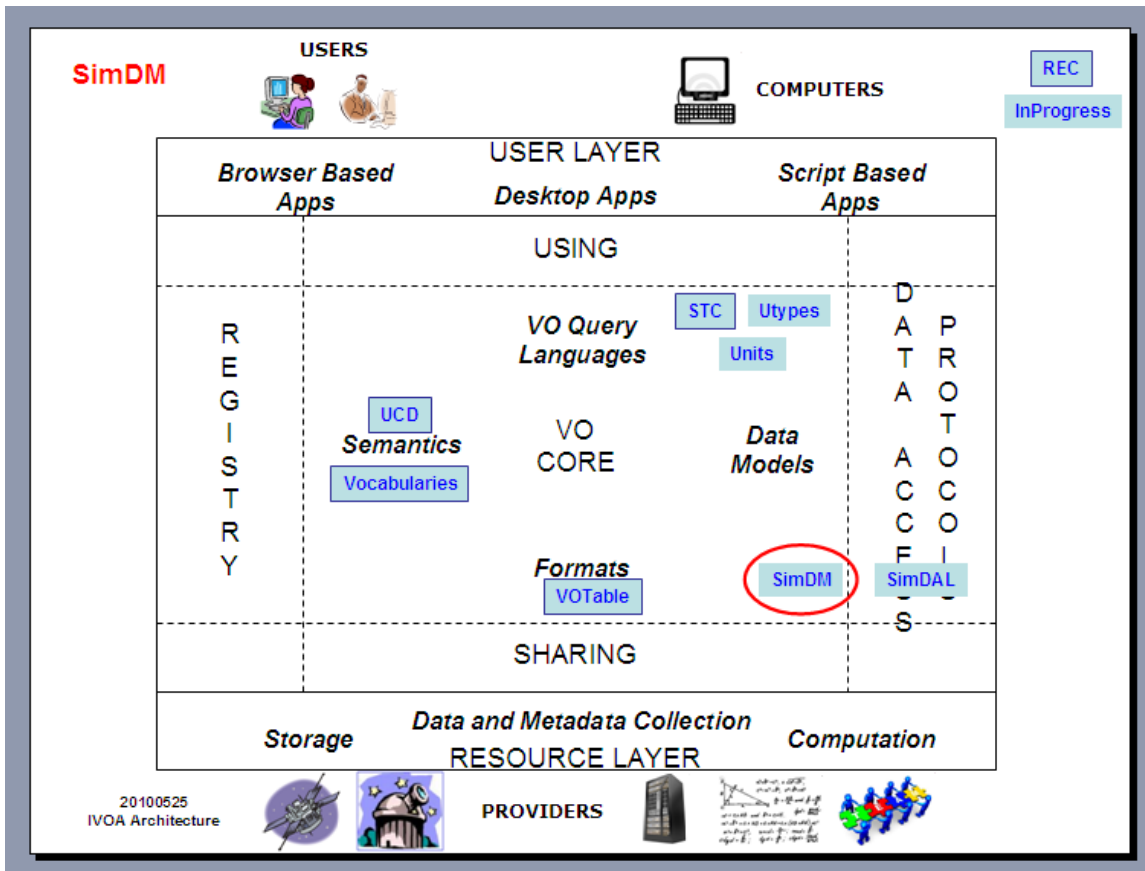 SimDM
USERS
COMPUTERS
REC
InProgress
USER LAYER
Browser Based
Apps
Desktop Apps
Script Based
Apps
USING
REGISTRY
VO Query
Languages
STC
Utypes
Units
UCD
Semantics
Vocabularies
VO
CORE
Data
Models
DATA ACCESS
PROTOCOLS
Formats
VOTable
SimDM
SimDAL
SHARING
Data and Metadata Collection
Storage
Computation
RESOURCE LAYER
20100525
IVOA Architecture
PROVIDERS